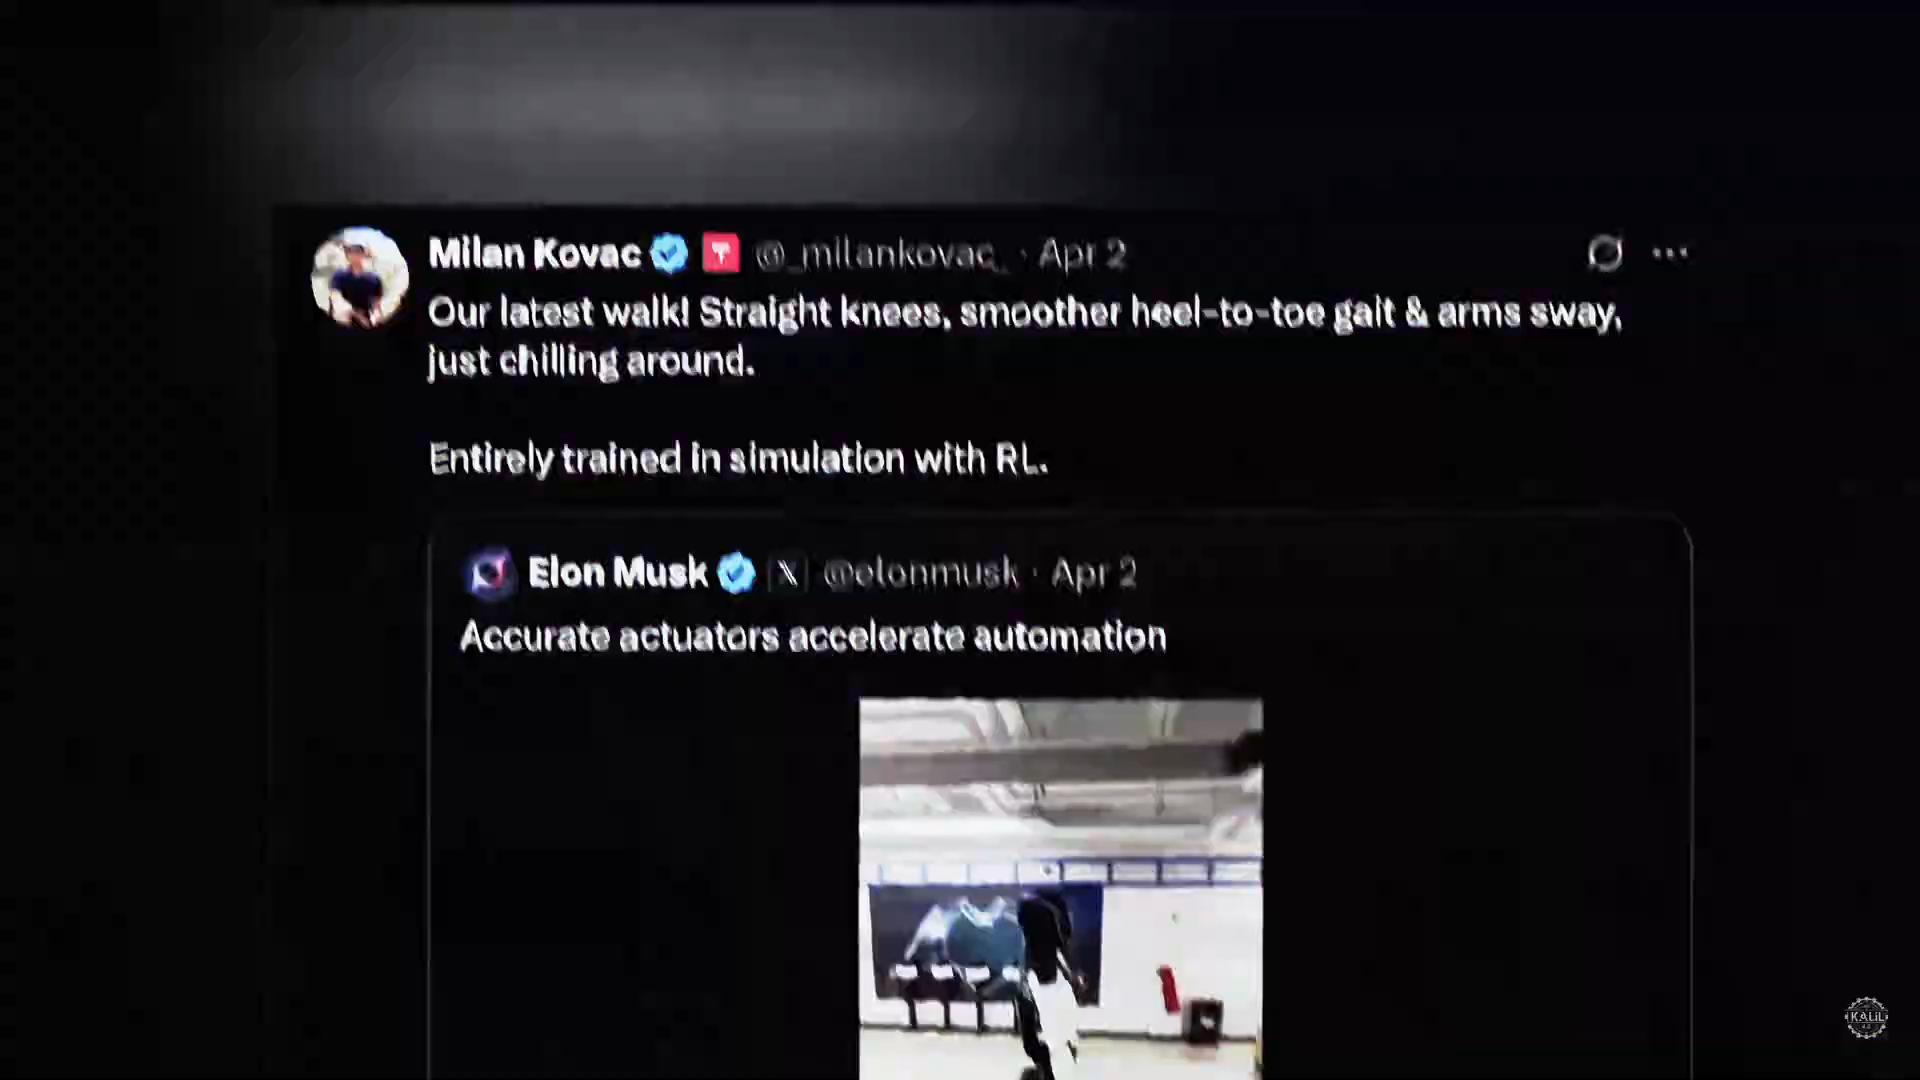 Milan Kovac @_milankovac_ · Apr 2
Our latest walk! Straight knees, smoother heel-to-toe gait & arms sway,
just chilling around.
Entirely trained in simulation with RL.
Elon Musk X @elonmusk · Apr 2
Accurate actuators accelerate automation
KALIL